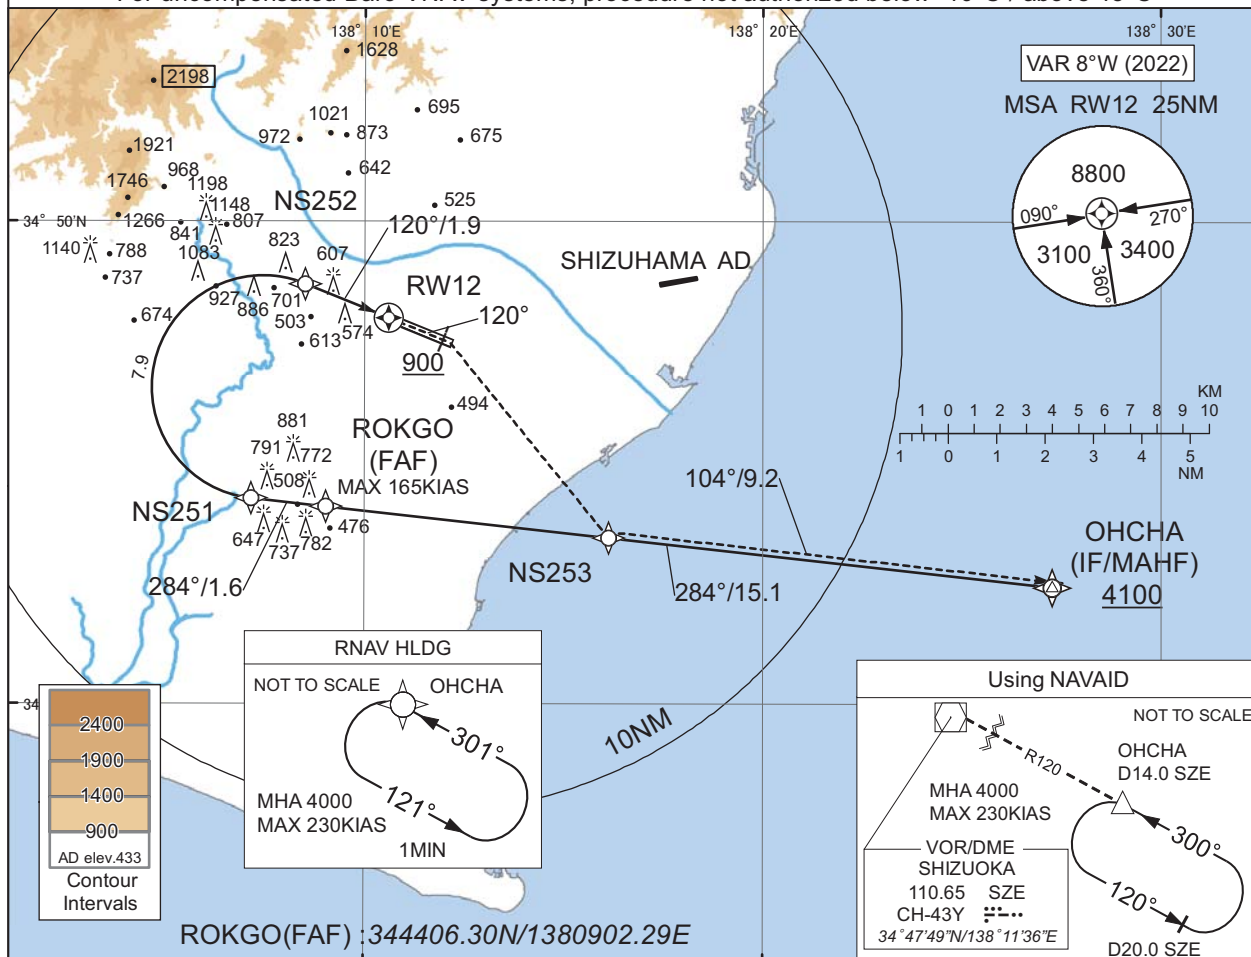 138° 10'E
138° 20'E
138° 30'E
VAR 8°W (2022)
MSA RW12 25NM
8800
090°
270°
3100
3400
360°
1628
2198
695
1021
972
873
675
1921
642
968
1746
1198
NS252
525
1148
34° 50'N
1266
841
807
120°/1.9
1140
788
1083
823
607
SHIZUHAMA AD
737
927
886
701
RW12
674
503
574
120°
613
900
7.9
494
KM
1 0 1 2 3 4 5 6 7 8 9 10
1 0 1 2 3 4 5
NM
881
ROKGO
(FAF)
791
772
508
MAX 165KIAS
104°/9.2
NS251
647
737
782
476
OHCHA
(IF/MAHF)
4100
NS253
284°/1.6
284°/15.1
RNAV HLDG
NOT TO SCALE
OHCHA
301°
121°
MHA 4000
MAX 230KIAS
1MIN
10NM
34
2400
1900
1400
900
AD elev.433
Contour
Intervals
Using NAVAID
NOT TO SCALE
R120
OHCHA
D14.0 SZE
MHA 4000
MAX 230KIAS
300°
120°
D20.0 SZE
VOR/DME
SHIZUOKA
110.65 SZE
CH-43Y
34°47'49"N/138°11'36"E
ROKGO(FAF) :344406.30N/1380902.29E